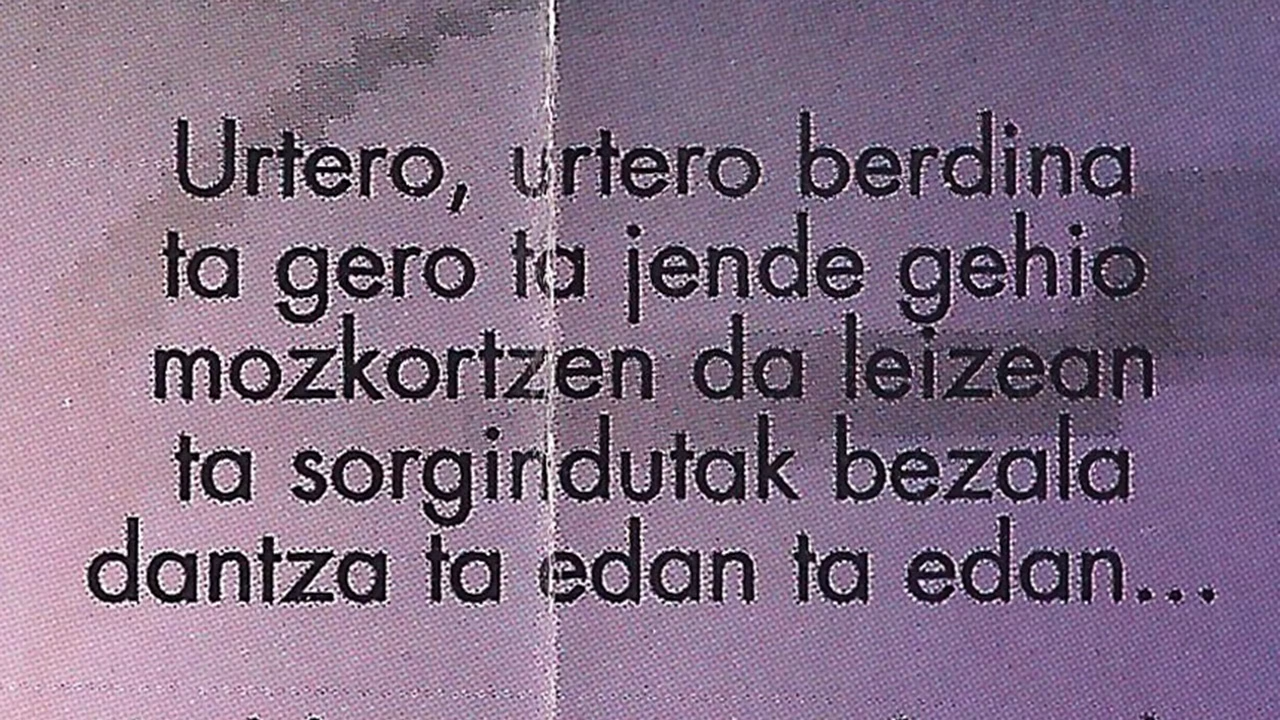 Urtero, urtero berdina
ta gero ta jende gehio
mozkortzen da leizean
ta sorgindutak bezala
dantza ta edan ta edan...